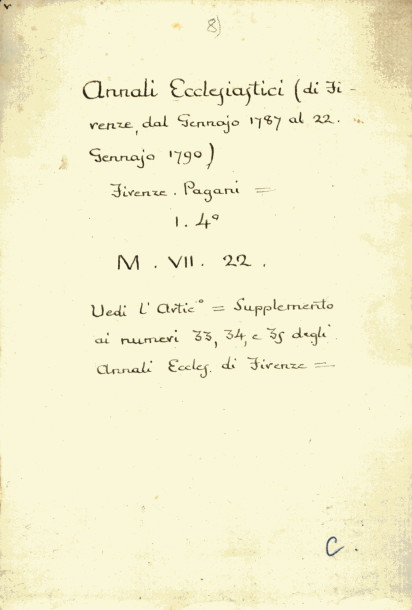 8)
Annali Ecclesiastici (di Fi-
renze, dal Gennajo 1787 al 22.
Gennajo 1790)
Firenze. Pagani =
1. 4°
M. VII. 22.
Vedi l'Artic° = Supplemento
ai numeri 33, 34, e 35 degli
Annali Eccles. di Firenze =
C.